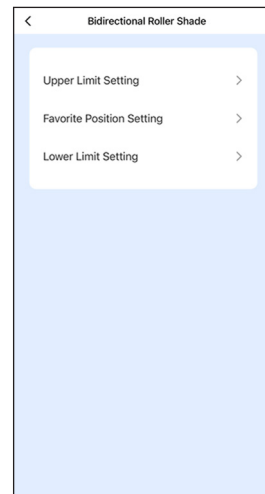 Bidirectional Roller Shade
Upper Limit Setting
Favorite Position Setting
Lower Limit Setting